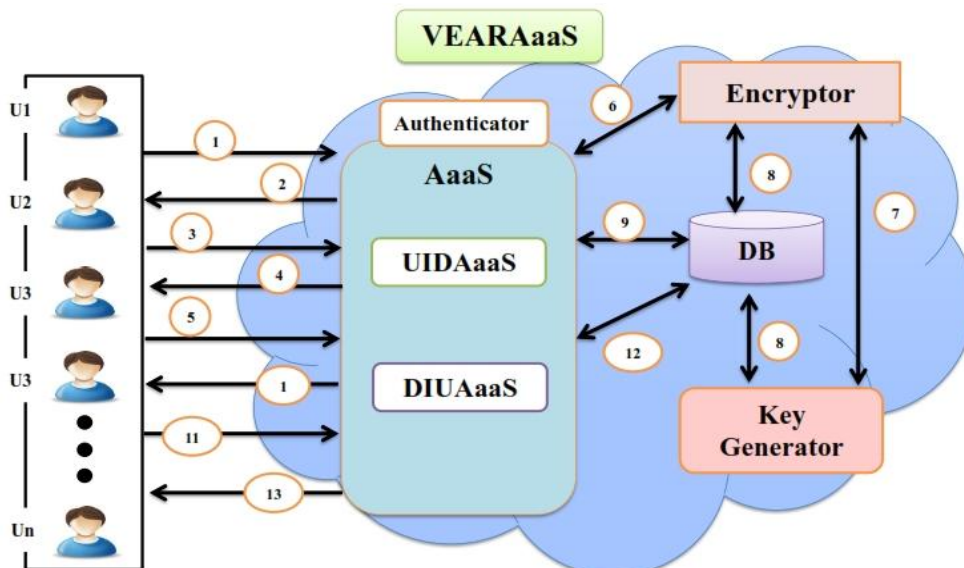 VEARAaaS
U1
U2
U3
U3
Un
1
2
3
4
5
1
11
13
Authenticator
AaaS
UIDAaaS
DIUAaaS
6
9
12
Encryptor
8
7
DB
8
Key
Generator